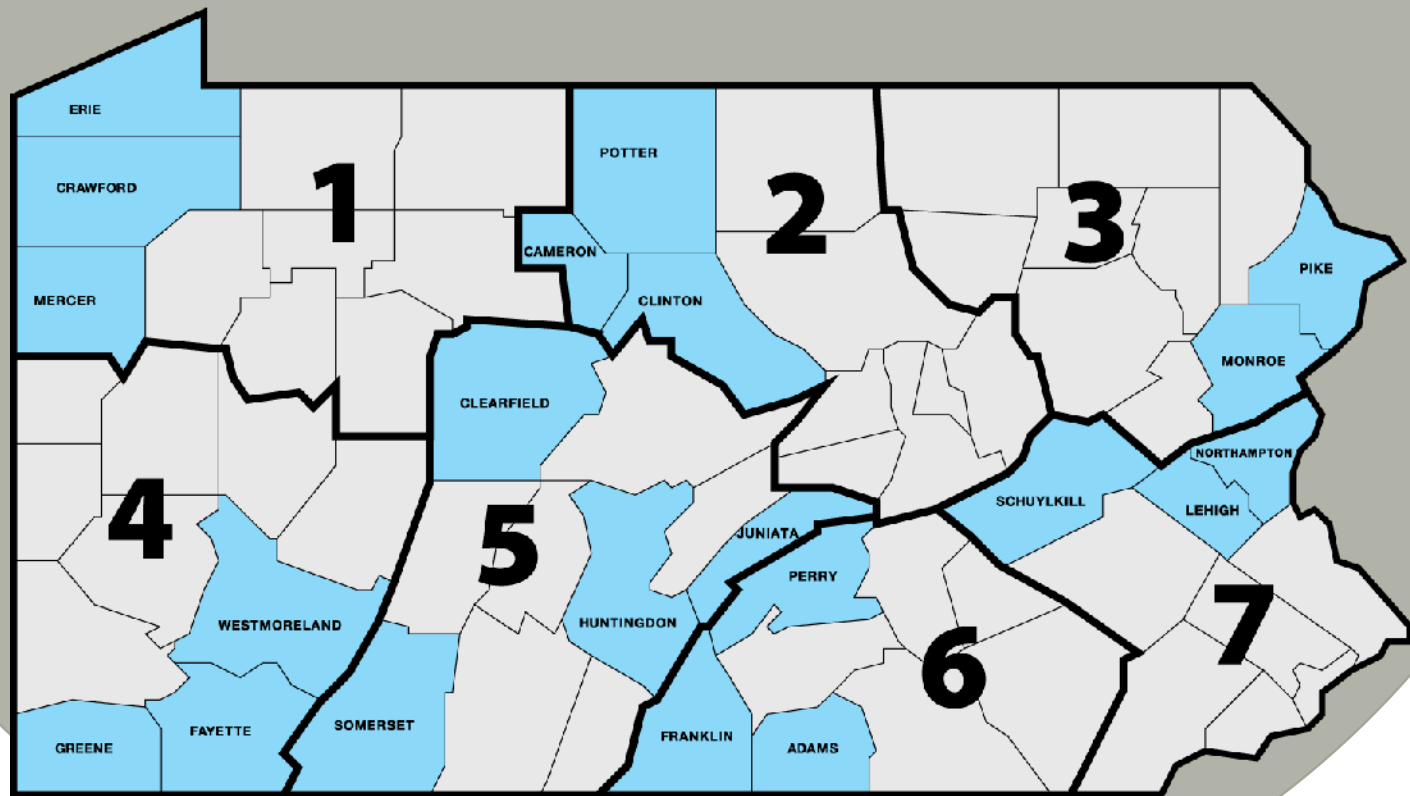 ERIE
POTTER
1
2
CRAWFORD
3
CAMERON
PIKE
MERCER
CLINTON
MONROE
CLEARFIELD
NORTHAMPTON
SCHUYLKILL
LEHIGH
4
5
JUNIATA
PERRY
WESTMORELAND
HUNTINGDON
7
6
SOMERSET
FAYETTE
FRANKLIN
GREENE
ADAMS